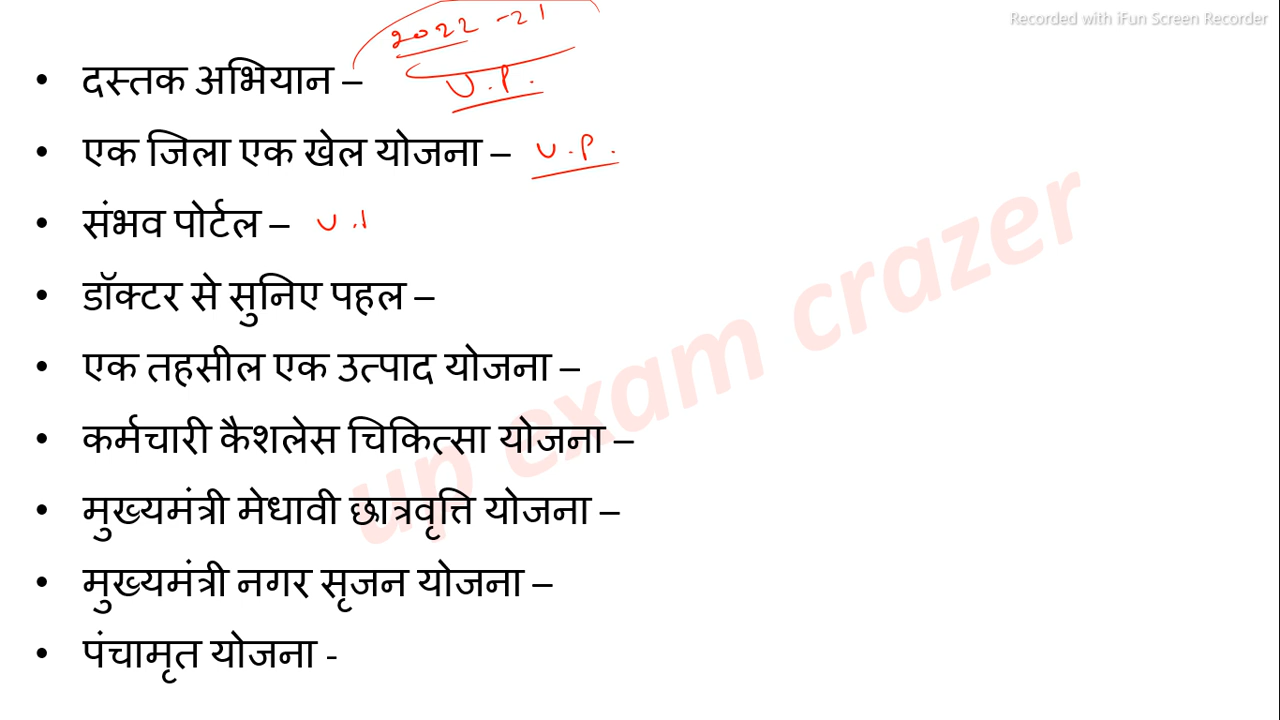 Recorded with iFun Screen Recorder
2022 -21
• दस्तक अभियान – U.P.
• एक जिला एक खेल योजना – U.P.
• संभव पोर्टल – U.
• डॉक्टर से सुनिए पहल –
• एक तहसील एक उत्पाद योजना –
• कर्मचारी कैशलेस चिकित्सा योजना –
• मुख्यमंत्री मेधावी छात्रवृत्ति योजना –
• मुख्यमंत्री नगर सृजन योजना –
• पंचामृत योजना -
up exam crazer